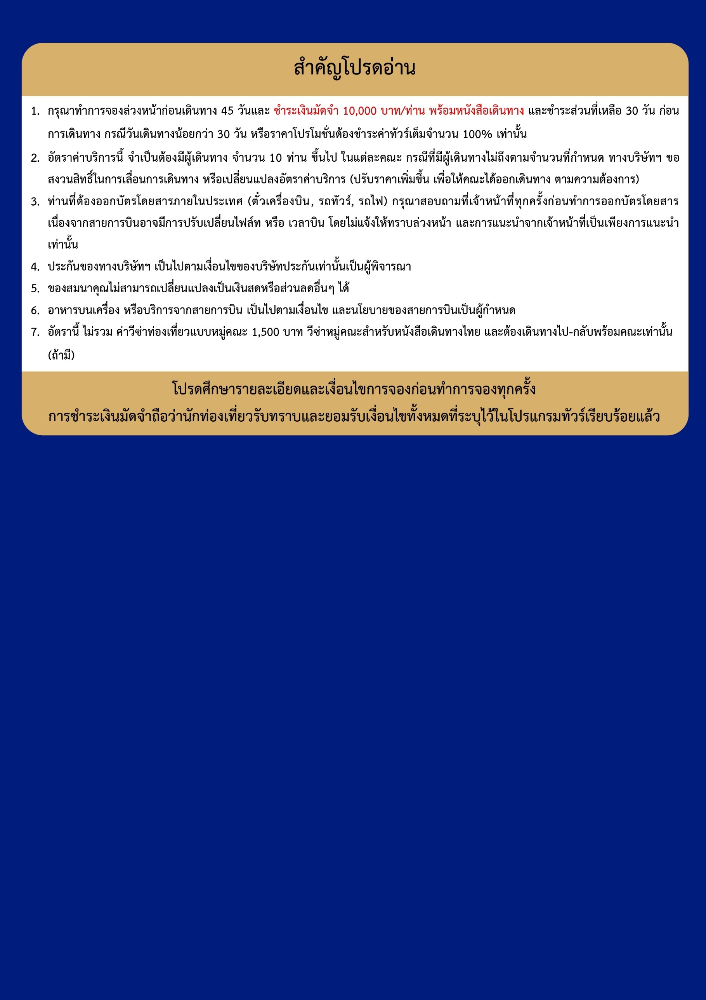 สำคัญโปรดอ่าน
1. กรุณาทำการจองล่วงหน้าก่อนเดินทาง 45 วันและ ชำระเงินมัดจำ 10,000 บาท/ท่าน พร้อมหนังสือเดินทาง และชำระส่วนที่เหลือ 30 วัน ก่อน
การเดินทาง กรณีวันเดินทางน้อยกว่า 30 วัน หรือราคาโปรโมชั่นต้องชำระค่าทัวร์เต็มจำนวน 100% เท่านั้น
2. อัตราค่าบริการนี้ จำเป็นต้องมีผู้เดินทาง จำนวน 10 ท่าน ขึ้นไป ในแต่ละคณะ กรณีที่มีผู้เดินทางไม่ถึงตามจำนวนที่กำหนด ทางบริษัทฯ ขอ
สงวนสิทธิ์ในการเลื่อนการเดินทาง หรือเปลี่ยนแปลงอัตราค่าบริการ (ปรับราคาเพิ่มขึ้น เพื่อให้คณะได้ออกเดินทาง ตามความต้องการ)
3. ท่านที่ต้องออกบัตรโดยสารภายในประเทศ (ตั๋วเครื่องบิน, รถทัวร์, รถไฟ) กรุณาสอบถามที่เจ้าหน้าที่ทุกครั้งก่อนทำการออกบัตรโดยสาร
เนื่องจากสายการบินอาจมีการปรับเปลี่ยนไฟล์ท หรือ เวลาบิน โดยไม่แจ้งให้ทราบล่วงหน้า และการแนะนำจากเจ้าหน้าที่เป็นเพียงการแนะนำ
เท่านั้น
4. ประกันของทางบริษัทฯ เป็นไปตามเงื่อนไขของบริษัทประกันเท่านั้นเป็นผู้พิจารณา
5. ของสมนาคุณไม่สามารถเปลี่ยนแปลงเป็นเงินสดหรือส่วนลดอื่นๆ ได้
6. อาหารบนเครื่อง หรือบริการจากสายการบิน เป็นไปตามเงื่อนไข และนโยบายของสายการบินเป็นผู้กำหนด
7. อัตรานี้ ไม่รวม ค่าวีซ่าท่องเที่ยวแบบหมู่คณะ 1,500 บาท วีซ่าหมู่คณะสำหรับหนังสือเดินทางไทย และต้องเดินทางไป-กลับพร้อมคณะเท่านั้น
(ถ้ามี)
โปรดศึกษารายละเอียดและเงื่อนไขการจองก่อนทำการจองทุกครั้ง
การชำระเงินมัดจำถือว่านักท่องเที่ยวรับทราบและยอมรับเงื่อนไขทั้งหมดที่ระบุไว้ในโปรแกรมทัวร์เรียบร้อยแล้ว